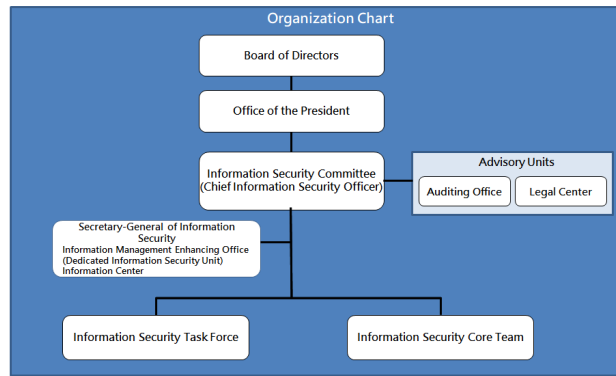 Organization Chart
Board of Directors
Office of the President
Information Security Committee
(Chief Information Security Officer)
Advisory Units
Auditing Office
Legal Center
Secretary-General of Information
Security
Information Management Enhancing Office
(Dedicated Information Security Unit)
Information Center
Information Security Task Force
Information Security Core Team